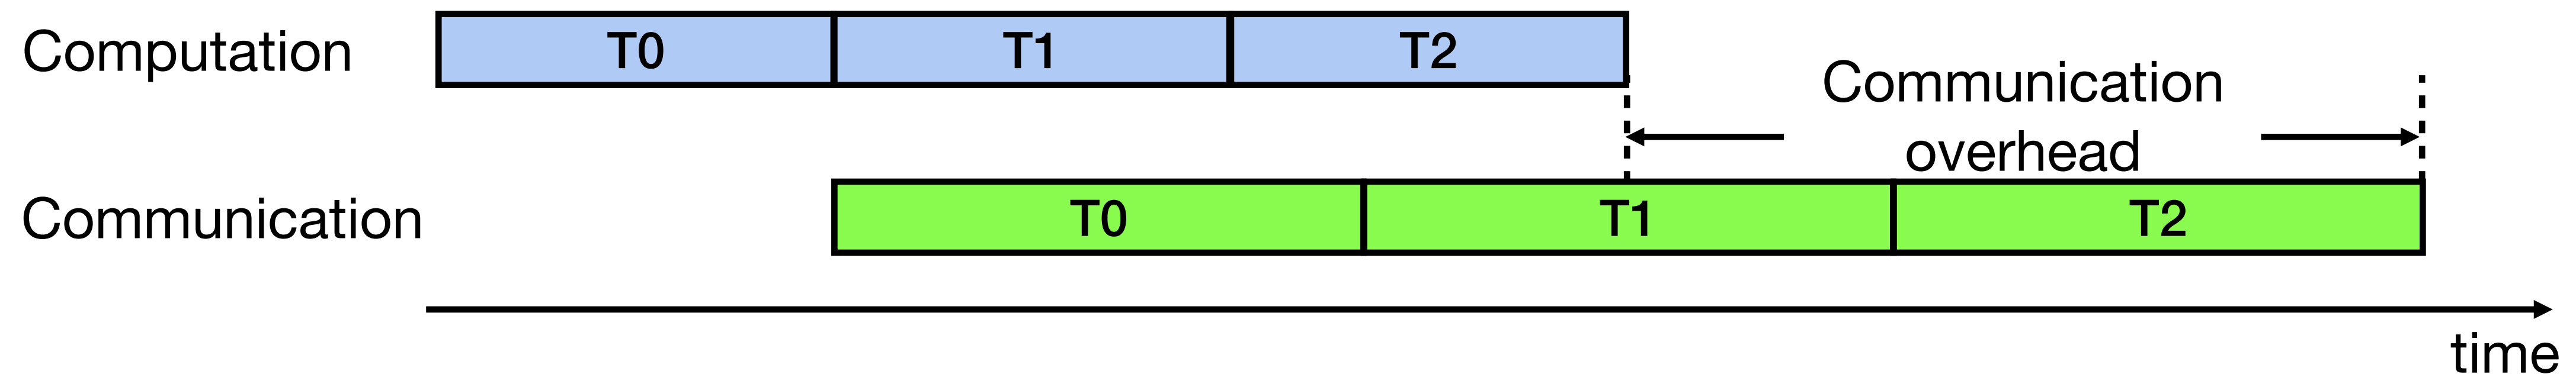 Computation T0 T1 T2
Communication
overhead
Communication T0 T1 T2
time